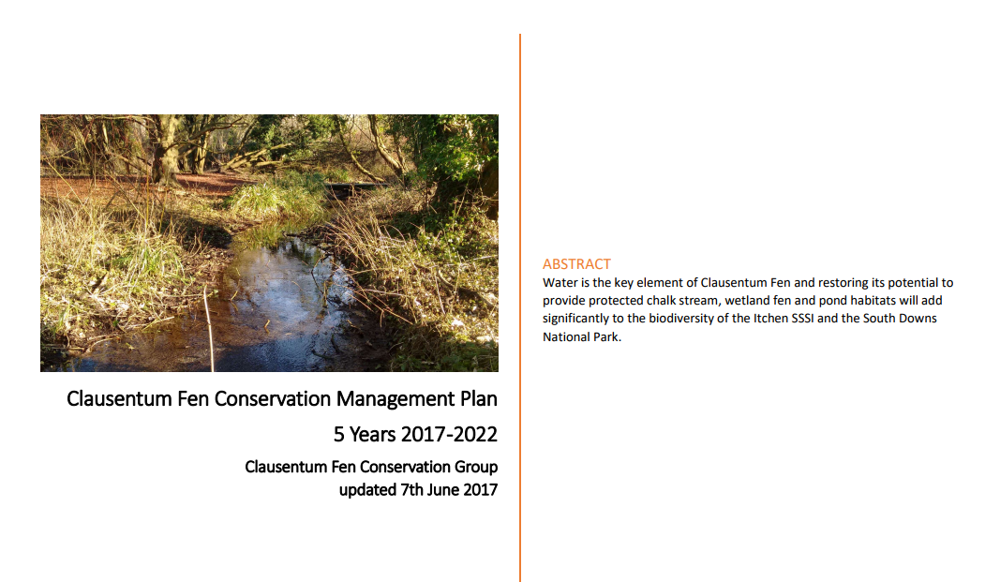 Clausentum Fen Conservation Management Plan
5 Years 2017-2022
Clausentum Fen Conservation Group
updated 7th June 2017
ABSTRACT
Water is the key element of Clausentum Fen and restoring its potential to
provide protected chalk stream, wetland fen and pond habitats will add
significantly to the biodiversity of the Itchen SSSI and the South Downs
National Park.